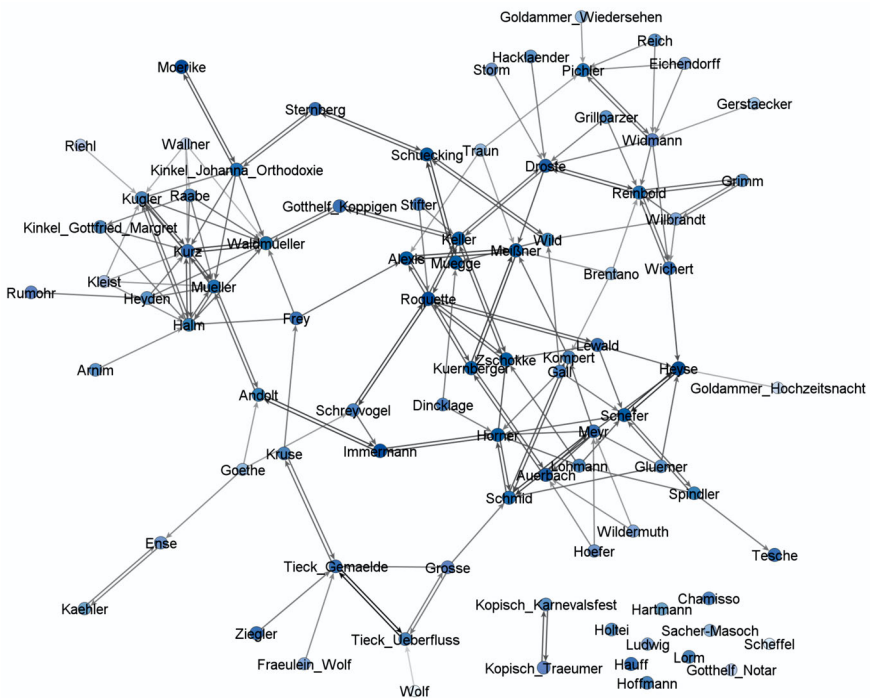 Goldammer_Wiedersehen
Reich
Hacklaender
Eichendorff
Storm
Pichler
Moerike
Gerstaecker
Sternberg
Grillparzer
Widmann
Riehl
Wallner
Traun
Schuecking
Kinkel_Johanna_Orthodoxie
Droste
Grimm
Kugler
Raabe
Reinbold
Gotthelf_Koppigen
Stifter
Wilbrandt
Kinkel_Gottfried_Margret
Waldmueller
Keller
Wild
Kurz
Meißner
Alexis
Muegge
Wichert
Kleist
Mueller
Brentano
Rumohr
Heyden
Roquette
Halm
Frey
Lewald
Kompert
Zschokke
Kuernberger
Gall
Heyse
Arnim
Goldammer_Hochzeitsnacht
Andolt
Dincklage
Schreyvogel
Schefer
Horner
Meyr
Immermann
Kruse
Goethe
Lohmann
Gluemer
Auerbach
Spindler
Schmid
Wildermuth
Ense
Hoefer
Tesche
Tieck_Gemaelde
Grosse
Kaehler
Kopisch_Karnevalsfest
Chamisso
Hartmann
Ziegler
Holtei
Sacher-Masoch
Tieck_Ueberfluss
Ludwig
Scheffel
Fraeulein_Wolf
Lorm
Kopisch_Traeumer
Hauff
Gotthelf_Notar
Hoffmann
Wolf